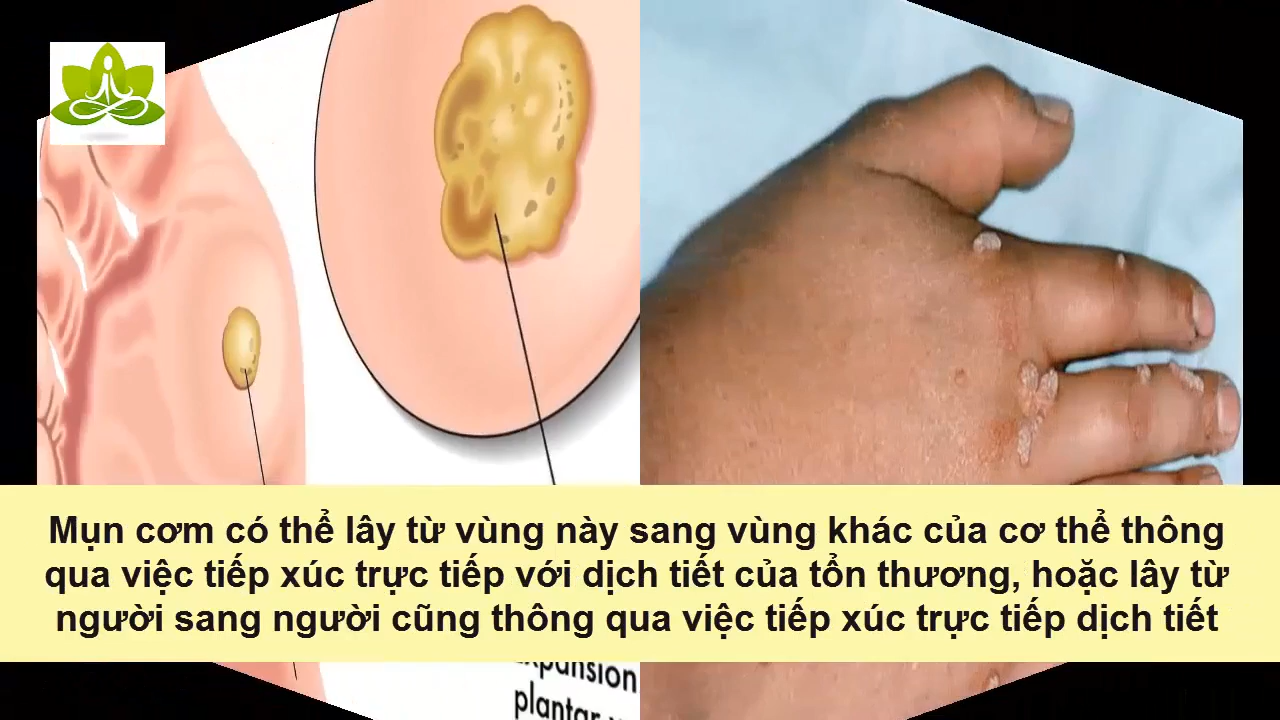 Mụn cơm có thể lây từ vùng này sang vùng khác của cơ thể thông
qua việc tiếp xúc trực tiếp với dịch tiết của tổn thương, hoặc lây từ
người sang người cũng thông qua việc tiếp xúc trực tiếp dịch tiết
expansion
plantar